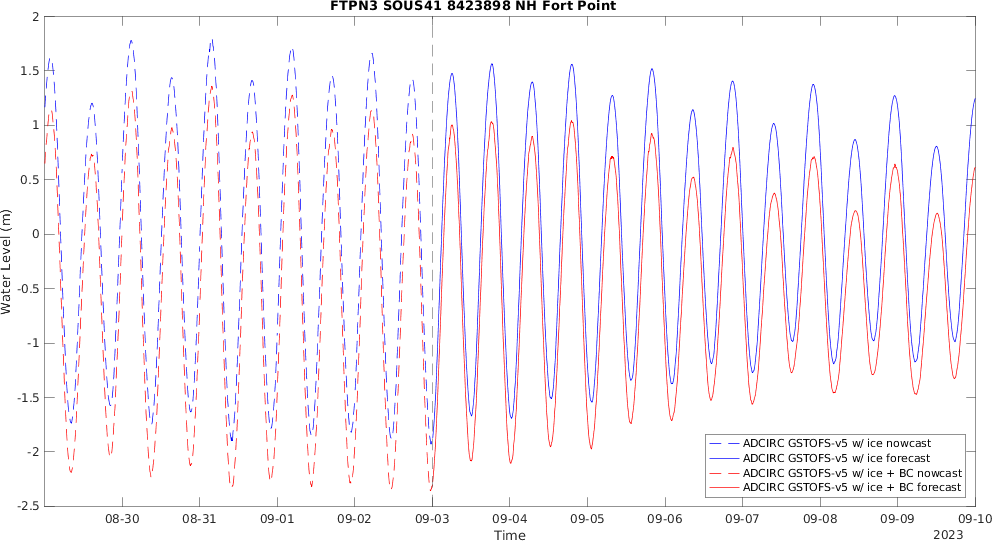 FTPN3 SOUS41 8423898 NH Fort Point
2
1.5
1
0.5
0
-0.5
-1
-1.5
-2
-2.5
Water Level (m)
ADCIRC GSTOFS-v5 w/ ice nowcast
ADCIRC GSTOFS-v5 w/ ice forecast
ADCIRC GSTOFS-v5 w/ ice + BC nowcast
ADCIRC GSTOFS-v5 w/ ice + BC forecast
08-30 08-31 09-01 09-02 09-03 09-04 09-05 09-06 09-07 09-08 09-09 09-10
Time
2023